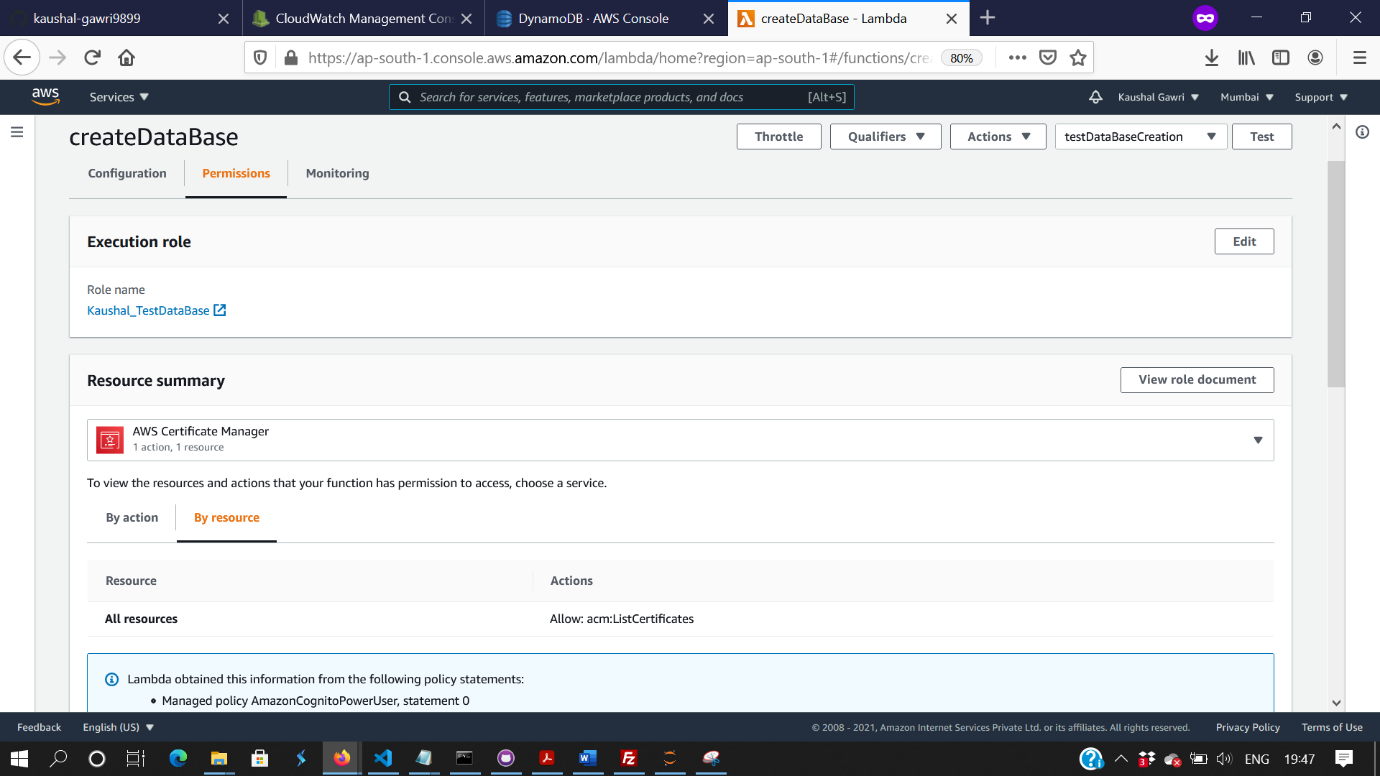 kaushal-gawri9899
CloudWatch Management Con
DynamoDB · AWS Console
createDataBase - Lambda
https://ap-south-1.console.aws.amazon.com/lambda/home?region=ap-south-1#/functions/cre
80%
aws
Services
Search for services, features, marketplace products, and docs
[Alt+S]
Kaushal Gawri
Mumbai
Support
createDataBase
Throttle
Qualifiers
Actions
testDataBaseCreation
Test
Configuration
Permissions
Monitoring
Execution role
Edit
Role name
Kaushal_TestDataBase
Resource summary
View role document
AWS Certificate Manager
1 action, 1 resource
To view the resources and actions that your function has permission to access, choose a service.
By action
By resource
Resource
Actions
All resources
Allow: acm:ListCertificates
Lambda obtained this information from the following policy statements:
• Managed policy AmazonCognitoPowerUser, statement 0
Feedback
English (US)
© 2008 - 2021, Amazon Internet Services Private Ltd. or its affiliates. All rights reserved.
Privacy Policy
Terms of Use
3
ENG
19:47